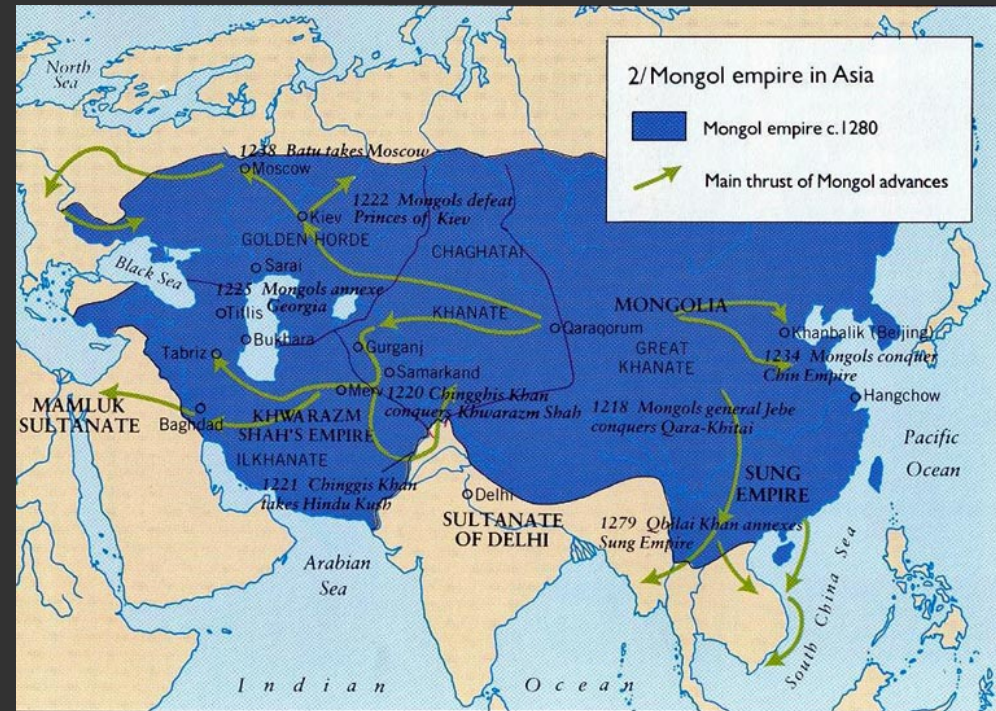 North
Sea
2/ Mongol empire in Asia
Mongol empire c.1280
Main thrust of Mongol advances
1238 Batu takes Moscow
Moscow
1222 Mongols defeat
Princes of Kiev
Kiev
GOLDEN HORDE
CHAGHATAI
Black Sea
Sarai
1225 Mongols annexe
Georgia
Tiflis
KHANATE
MONGOLIA
Qaraqorum
Khanbalik (Beijing)
Bukhara
Tabriz
Gurganj
GREAT
KHANATE
1234 Mongols conquer
Chin Empire
Samarkand
Merv
1220 Chingghis Khan
conquers Khwarazm Shah
Hangchow
MAMLUK
SULTANATE
Baghdad
KHWARAZM
SHAH'S EMPIRE
1218 Mongols general Jebe
conquers Qara-Khitai
Pacific
Ocean
ILKHANATE
1221 Chinggis Khan
takes Hindu Kush
SUNG
EMPIRE
Delhi
SULTANATE
OF DELHI
1279 Qbilai Khan annexes
Sung Empire
Arabian
Sea
South China Sea
Indian Ocean